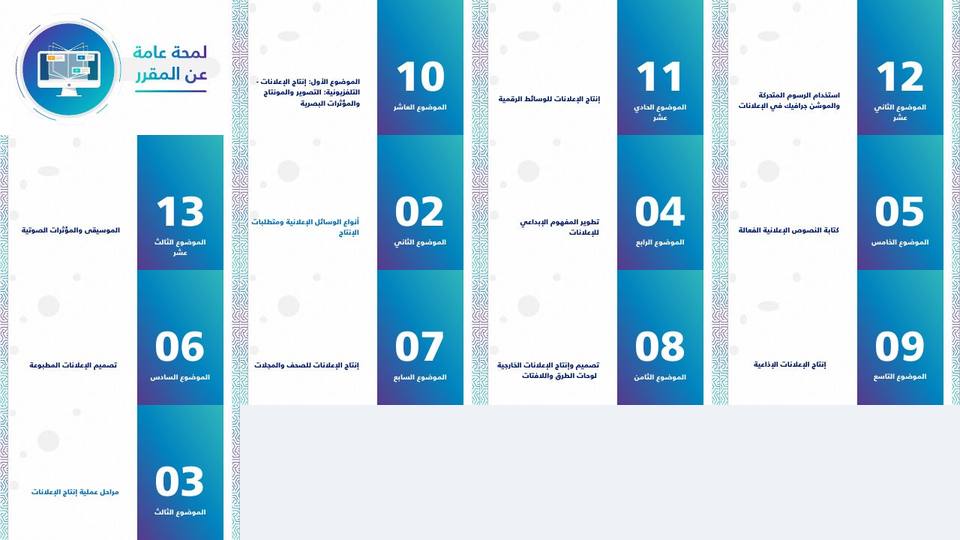 لمحة عامة
عن المقرر
10
الموضوع العاشر
الموضوع الأول: إنتاج الإعلانات -
التلفزيونية: التصوير والمونتاج
والمؤثرات البصرية
11
الموضوع الحادي
عشر
إنتاج الإعلانات للوسائط الرقمية
12
الموضوع الثاني
عشر
استخدام الرسوم المتحركة
والموشن جرافيك في الإعلانات
13
الموضوع الثالث
عشر
الموسيقى والمؤثرات الصوتية
02
الموضوع الثاني
أنواع الوسائل الإعلانية ومتطلبات
الإنتاج
04
الموضوع الرابع
تطوير المفهوم الإبداعي
للإعلانات
05
الموضوع الخامس
كتابة النصوص الإعلانية الفعالة
06
الموضوع السادس
تصميم الإعلانات المطبوعة
07
الموضوع السابع
إنتاج الإعلانات للصحف والمجلات
08
الموضوع الثامن
تصميم وإنتاج الإعلانات الخارجية
لوحات الطرق واللافتات
09
الموضوع التاسع
إنتاج الإعلانات الإذاعية
03
الموضوع الثالث
مراحل عملية إنتاج الإعلانات